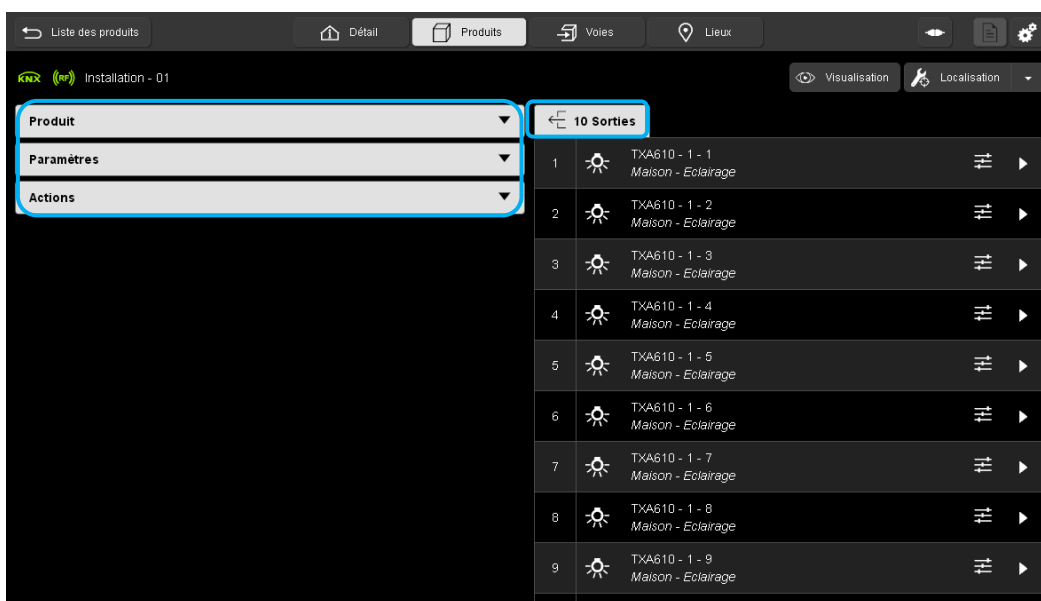 Liste des produits
Détail
Produits
Voies
Lieux
KNX RF Installation - 01
Visualisation
Localisation
Produit
Paramètres
Actions
10 Sorties
1
TXA610 - 1 - 1
Maison - Eclairage
2
TXA610 - 1 - 2
Maison - Eclairage
3
TXA610 - 1 - 3
Maison - Eclairage
4
TXA610 - 1 - 4
Maison - Eclairage
5
TXA610 - 1 - 5
Maison - Eclairage
6
TXA610 - 1 - 6
Maison - Eclairage
7
TXA610 - 1 - 7
Maison - Eclairage
8
TXA610 - 1 - 8
Maison - Eclairage
9
TXA610 - 1 - 9
Maison - Eclairage